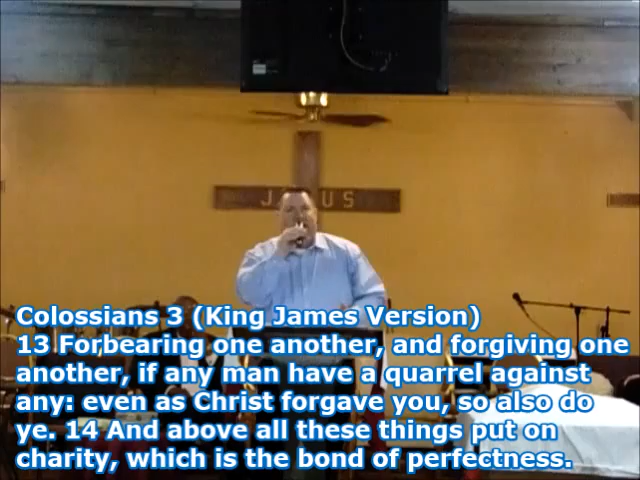 J US
Colossians 3 (King James Version)
13 Forbearing one another, and forgiving one
another, if any man have a quarrel against
any: even as Christ forgave you, so also do
ye. 14 And above all these things put on
charity, which is the bond of perfectness.